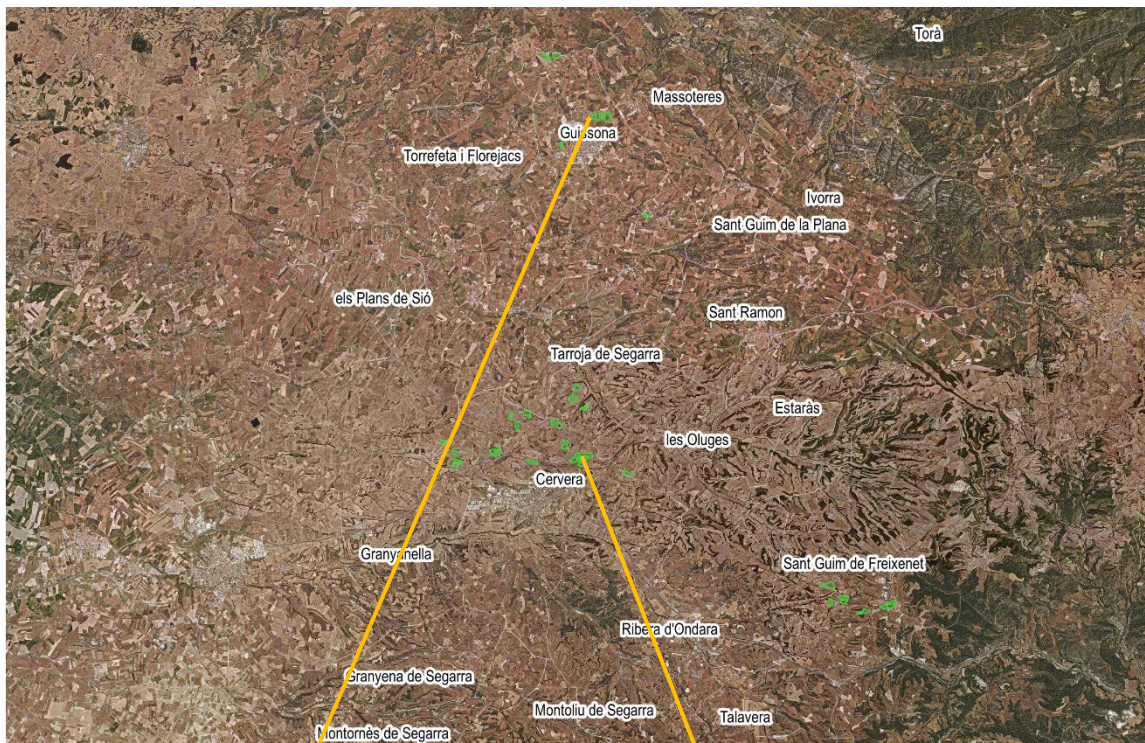 Torà
Massoteres
Guissona
Torrefeta i Florejacs
Ivorra
Sant Guim de la Plana
els Plans de Sió
Sant Ramon
Tarroja de Segarra
Estaràs
les Oluges
Cervera
Granyanella
Sant Guim de Freixenet
Ribera d'Ondara
Granyena de Segarra
Montoliu de Segarra
Talavera
Montornès de Segarra